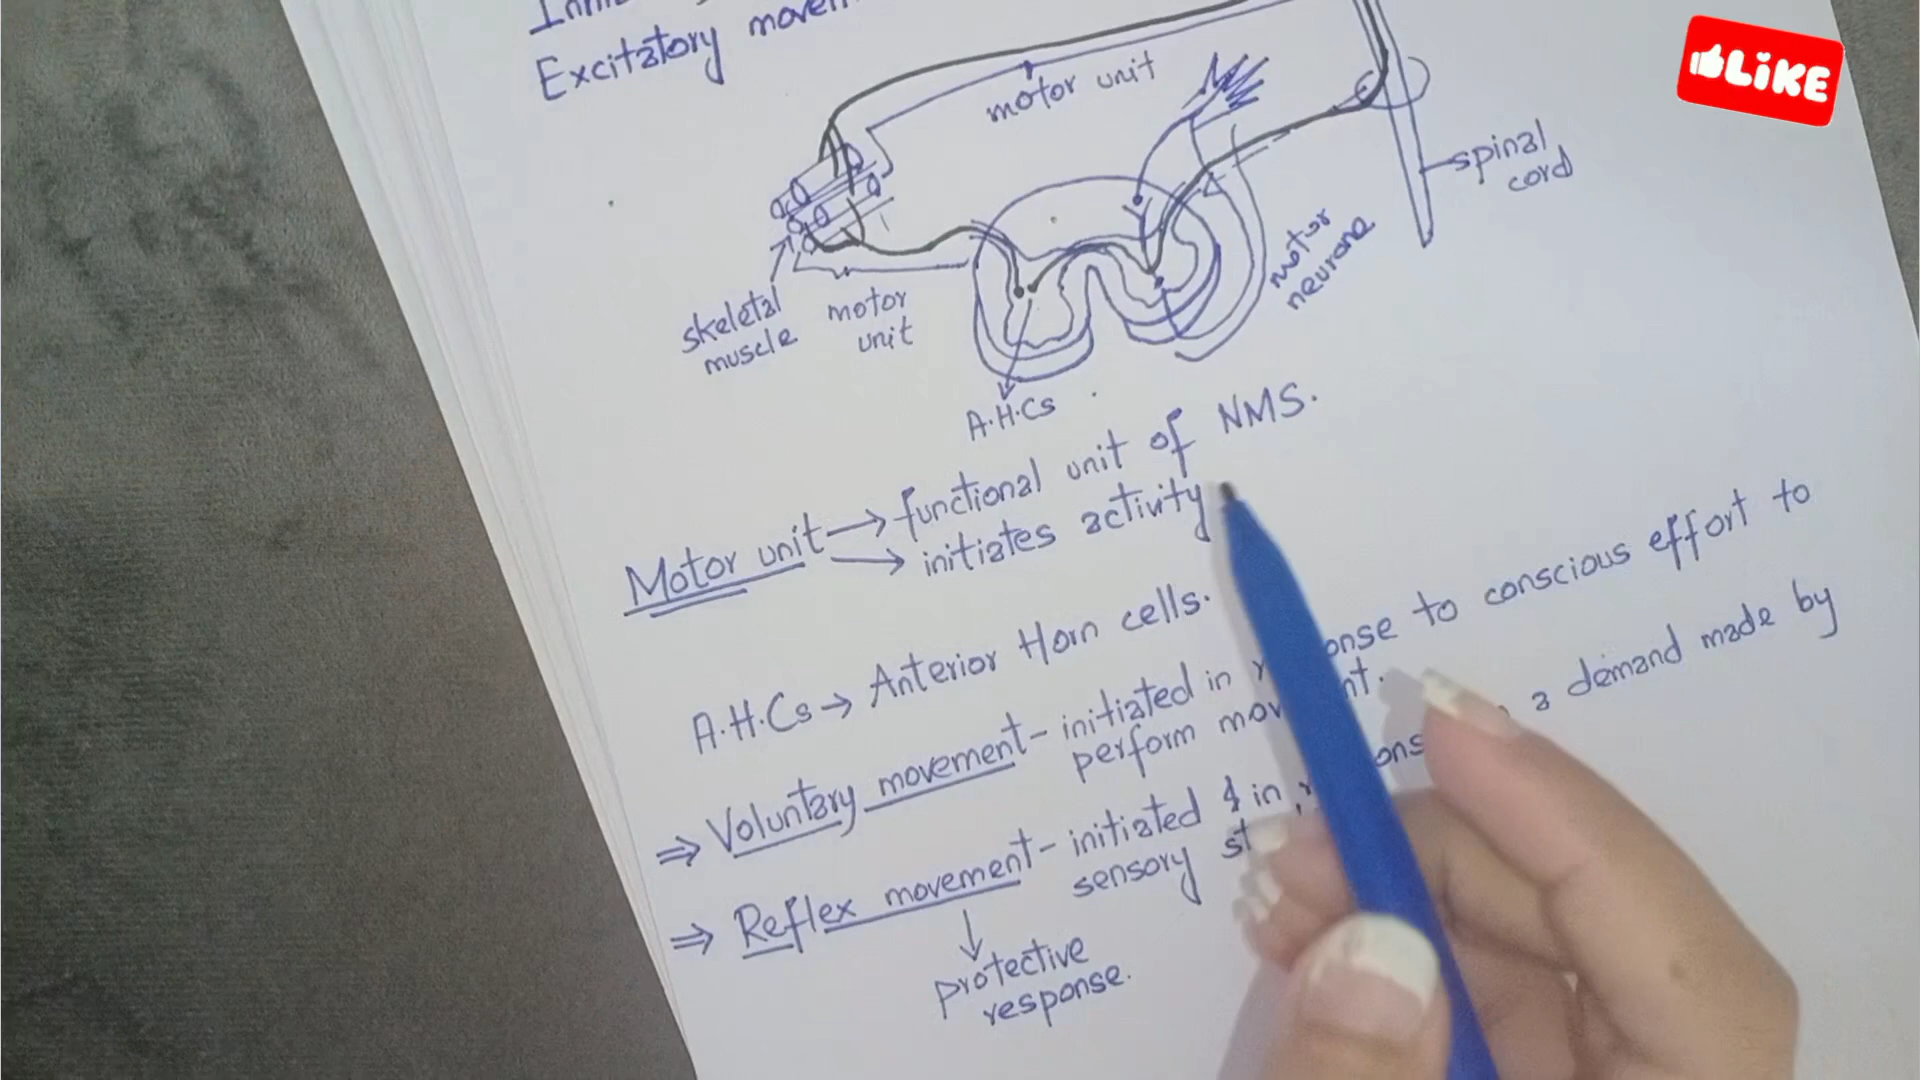 Excitatory
LIKE
motor unit
spinal
cord
motor
neurone
skeletal
muscle
motor
unit
A.H.Cs
Motor unit → functional unit of NMS.
→ initiates activity
A.H.Cs → Anterior Horn cells.
⇒ Voluntary movement - initiated in conscious effort to
perform
⇒ Reflex movement - initiated & in a demand made by
sensory
↓
protective
response.